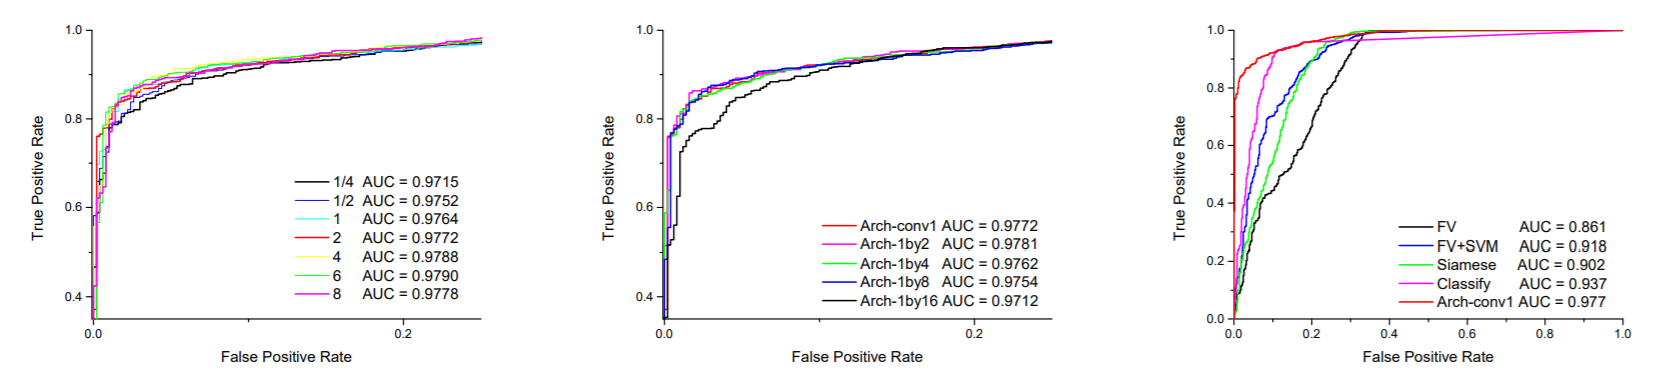 1.0
0.8
0.6
0.4
0.0
0.2
True Positive Rate
False Positive Rate
1/4 AUC = 0.9715
1/2 AUC = 0.9752
1 AUC = 0.9764
2 AUC = 0.9772
4 AUC = 0.9788
6 AUC = 0.9790
8 AUC = 0.9778
1.0
0.8
0.6
0.4
0.0
0.2
True Positive Rate
False Positive Rate
Arch-conv1 AUC = 0.9772
Arch-1by2 AUC = 0.9781
Arch-1by4 AUC = 0.9762
Arch-1by8 AUC = 0.9754
Arch-1by16 AUC = 0.9712
1.0
0.8
0.6
0.4
0.2
0.0
0.0
0.2
0.4
0.6
0.8
1.0
True Positive Rate
False Positive Rate
FV AUC = 0.861
FV+SVM AUC = 0.918
Siamese AUC = 0.902
Classify AUC = 0.937
Arch-conv1 AUC = 0.977